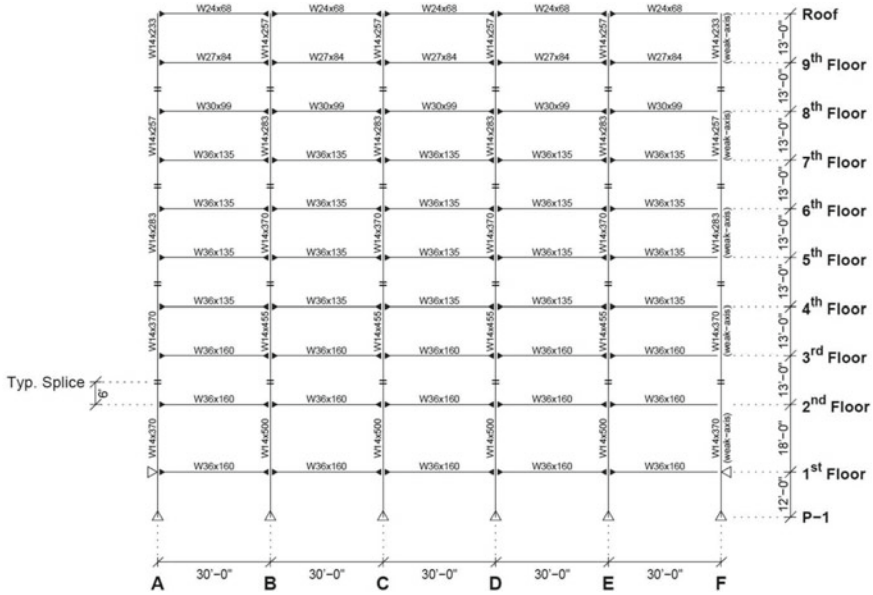 W24x68 W24x68 W24x68 W24x68 W24x68 Roof
W14x233 W14x257 W14x257 W14x257 W14x257 W14x233 (weak-axis) 13'-0"
W27x84 W27x84 W27x84 W27x84 W27x84 9th Floor
13'-0"
W30x99 W30x99 W30x99 W30x99 W30x99 8th Floor
W14x257 W14x283 W14x283 W14x283 W14x283 W14x257 (weak-axis) 13'-0"
W36x135 W36x135 W36x135 W36x135 W36x135 7th Floor
13'-0"
W36x135 W36x135 W36x135 W36x135 W36x135 6th Floor
W14x283 W14x370 W14x370 W14x370 W14x370 W14x283 (weak-axis) 13'-0"
W36x135 W36x135 W36x135 W36x135 W36x135 5th Floor
13'-0"
W36x135 W36x135 W36x135 W36x135 W36x135 4th Floor
W14x370 W14x455 W14x455 W14x455 W14x455 W14x370 (weak-axis) 13'-0"
W36x160 W36x160 W36x160 W36x160 W36x160 3rd Floor
Typ. Splice 6' 13'-0"
W36x160 W36x160 W36x160 W36x160 W36x160 2nd Floor
W14x370 W14x500 W14x500 W14x500 W14x500 W14x370 (weak-axis) 18'-0"
W36x160 W36x160 W36x160 W36x160 W36x160 1st Floor
12'-0"
P-1
30'-0" 30'-0" 30'-0" 30'-0" 30'-0"
A B C D E F